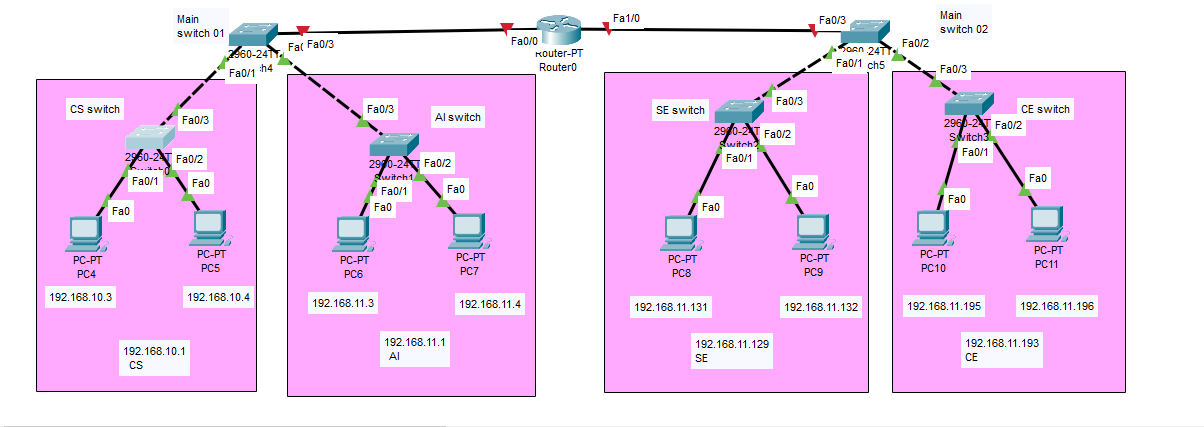 Main
switch 01
2960-24TT
Fa0/3
Fa0/1
Fa0/0
Router-PT
Router0
Fa1/0
Fa0/3
Main
switch 02
2960-24TT
Fa0/1
Fa0/2
CS switch
Fa0/3
2960-24TT
Switch0
Fa0/2
Fa0/1
Fa0
Fa0
PC-PT
PC4
PC-PT
PC5
192.168.10.3
192.168.10.4
192.168.10.1
CS
AI switch
Fa0/3
2960-24TT
Switch1
Fa0/2
Fa0/1
Fa0
Fa0
PC-PT
PC6
PC-PT
PC7
192.168.11.3
192.168.11.4
192.168.11.1
AI
SE switch
Fa0/3
Fa0/2
Fa0/1
Fa0
Fa0
PC-PT
PC8
PC-PT
PC9
192.168.11.131
192.168.11.132
192.168.11.129
SE
Fa0/3
CE switch
2960-24TT
Switch3
Fa0/2
Fa0/1
Fa0
Fa0
PC-PT
PC10
PC-PT
PC11
192.168.11.195
192.168.11.196
192.168.11.193
CE